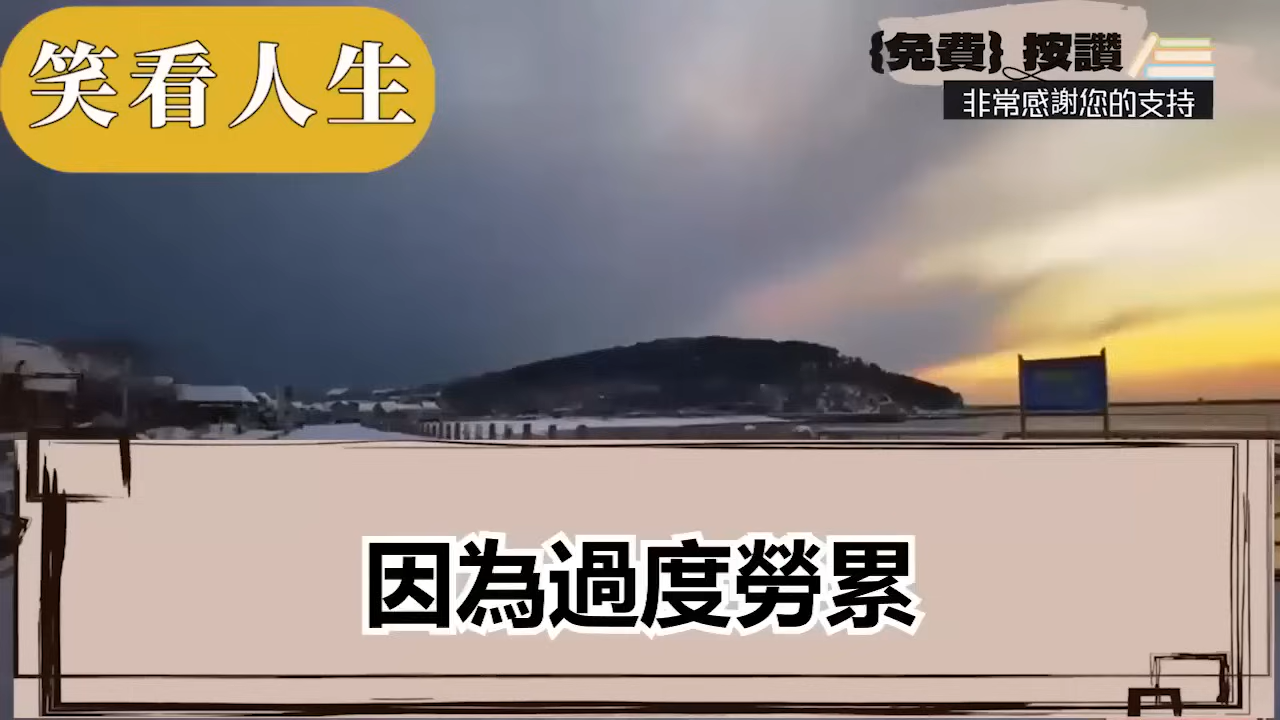 笑看人生
{免費} 按讚
非常感謝您的支持
因為過度勞累